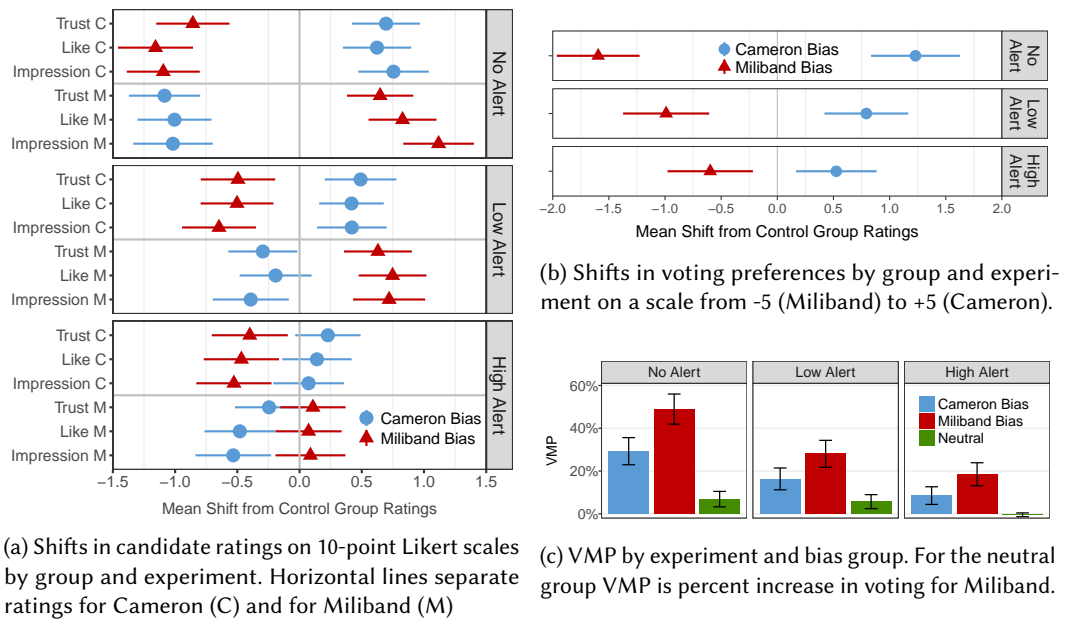 Trust C
Like C
Impression C
Trust M
Like M
Impression M
No Alert
Trust C
Like C
Impression C
Trust M
Like M
Impression M
Low Alert
Trust C
Like C
Impression C
Trust M
Like M
Impression M
High Alert
Cameron Bias
Miliband Bias
−1.5 −1.0 −0.5 0.0 0.5 1.0 1.5
Mean Shift from Control Group Ratings
(a) Shifts in candidate ratings on 10-point Likert scales
by group and experiment. Horizontal lines separate
ratings for Cameron (C) and for Miliband (M)
Cameron Bias
Miliband Bias
No
Alert
Low
Alert
High
Alert
−2.0 −1.5 −1.0 −0.5 0.0 0.5 1.0 1.5 2.0
Mean Shift from Control Group Ratings
(b) Shifts in voting preferences by group and experi-
ment on a scale from -5 (Miliband) to +5 (Cameron).
No Alert Low Alert High Alert
60%
40%
20%
0%
VMP
Cameron Bias
Miliband Bias
Neutral
(c) VMP by experiment and bias group. For the neutral
group VMP is percent increase in voting for Miliband.